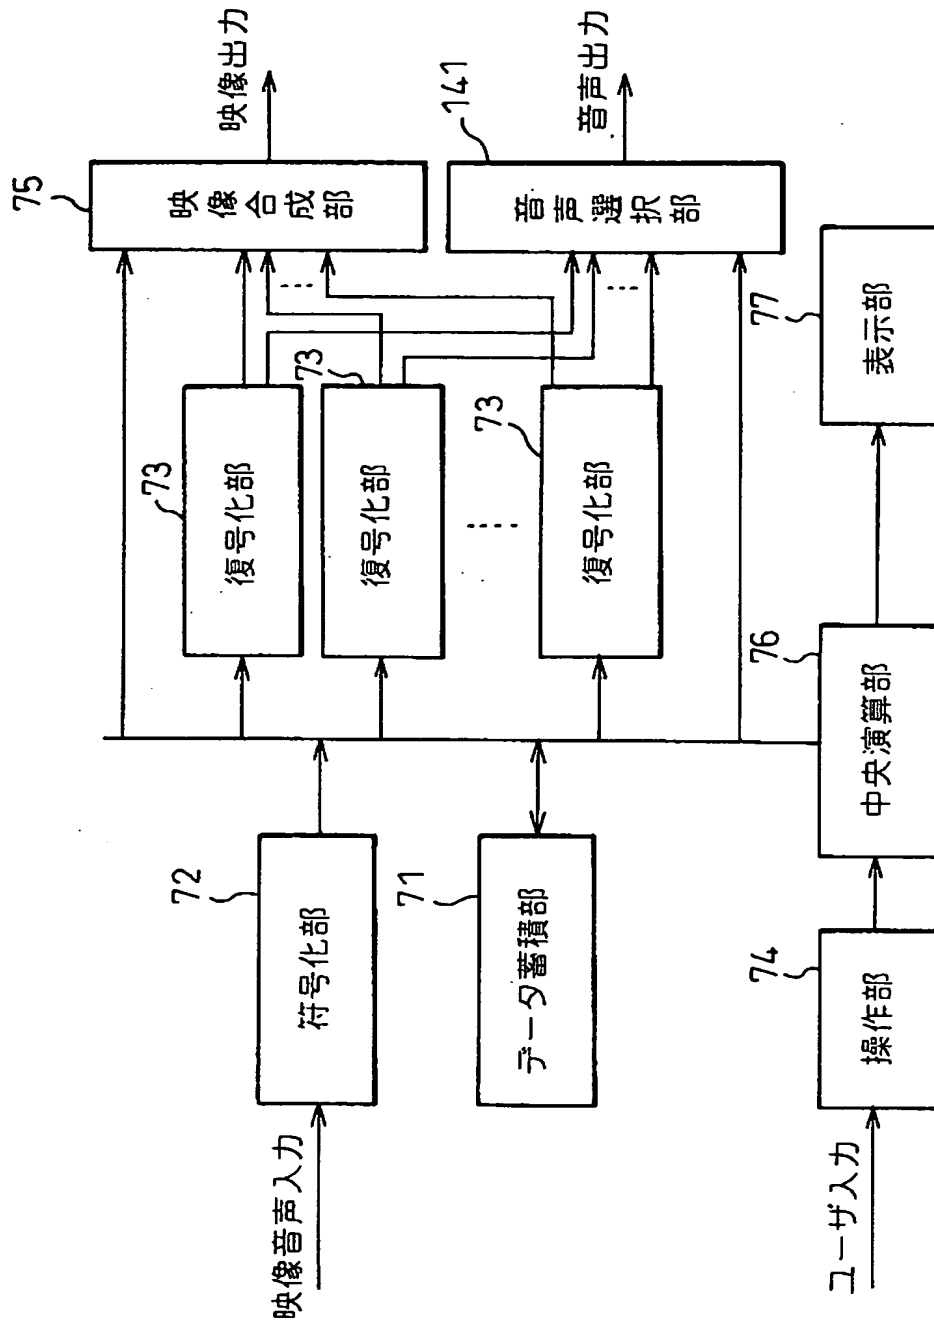 映像音声入力
72
符号化部
71
データ蓄積部
ユーザ入力
74
操作部
76
中央演算部
77
表示部
73
復号化部
73
復号化部
73
復号化部
75
映像合成部
映像出力
141
音声選択部
音声出力